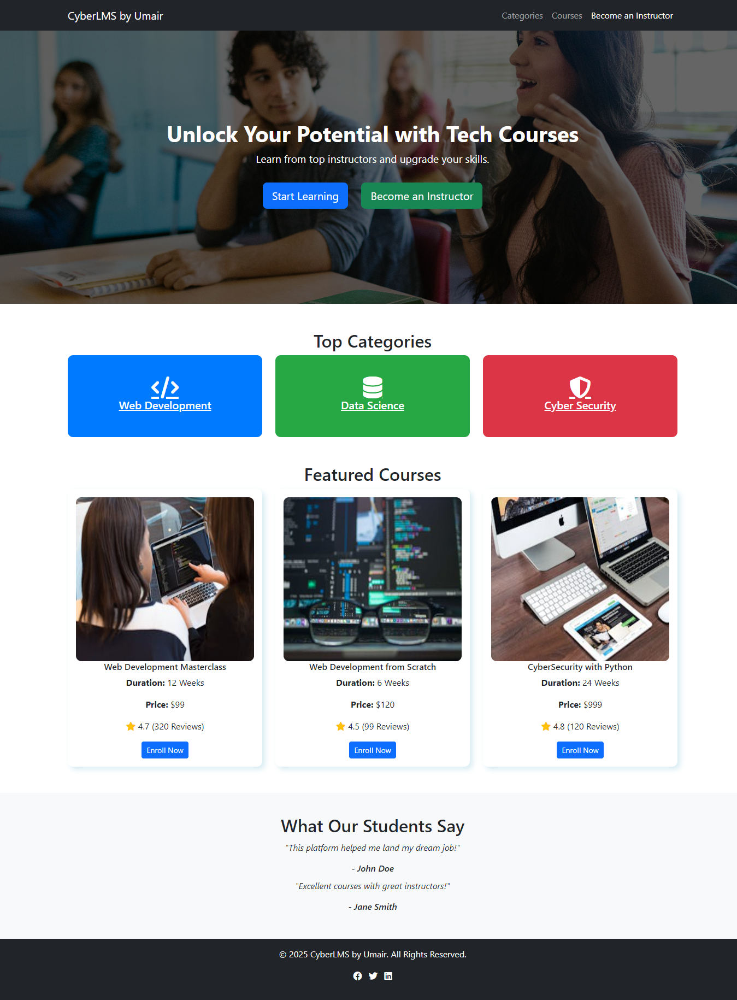 CyberLMS by Umair
Categories Courses Become an Instructor
Unlock Your Potential with Tech Courses
Learn from top instructors and upgrade your skills.
Start Learning Become an Instructor
Top Categories
Web Development
Data Science
Cyber Security
Featured Courses
Web Development Masterclass
Duration: 12 Weeks
Price: $99
4.7 (320 Reviews)
Enroll Now
Web Development from Scratch
Duration: 6 Weeks
Price: $120
4.5 (99 Reviews)
Enroll Now
CyberSecurity with Python
Duration: 24 Weeks
Price: $999
4.8 (120 Reviews)
Enroll Now
What Our Students Say
"This platform helped me land my dream job!"
- John Doe
"Excellent courses with great instructors!"
- Jane Smith
© 2025 CyberLMS by Umair. All Rights Reserved.